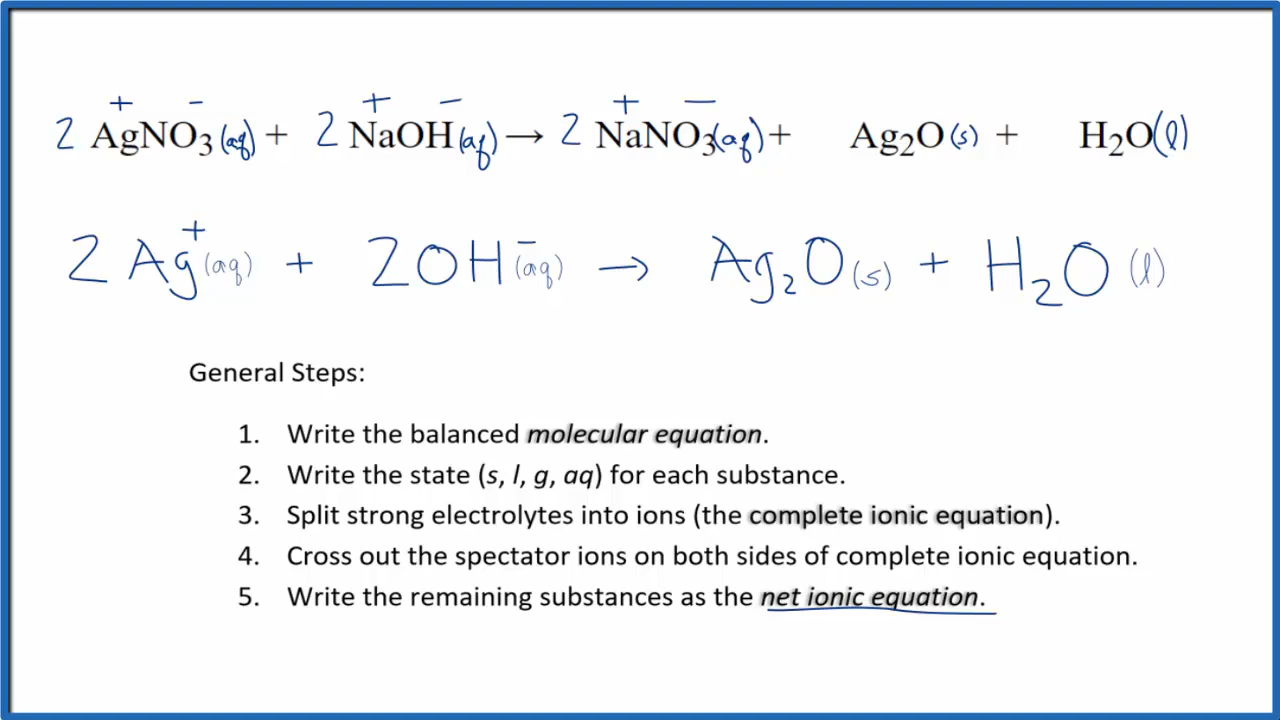 2 AgNO₃(aq) + 2 NaOH(aq) → 2 NaNO₃(aq) + Ag₂O(s) + H₂O(l)
2Ag⁺(aq) + 2OH⁻(aq) → Ag₂O(s) + H₂O(l)
General Steps:
1. Write the balanced molecular equation.
2. Write the state (s, l, g, aq) for each substance.
3. Split strong electrolytes into ions (the complete ionic equation).
4. Cross out the spectator ions on both sides of complete ionic equation.
5. Write the remaining substances as the net ionic equation.